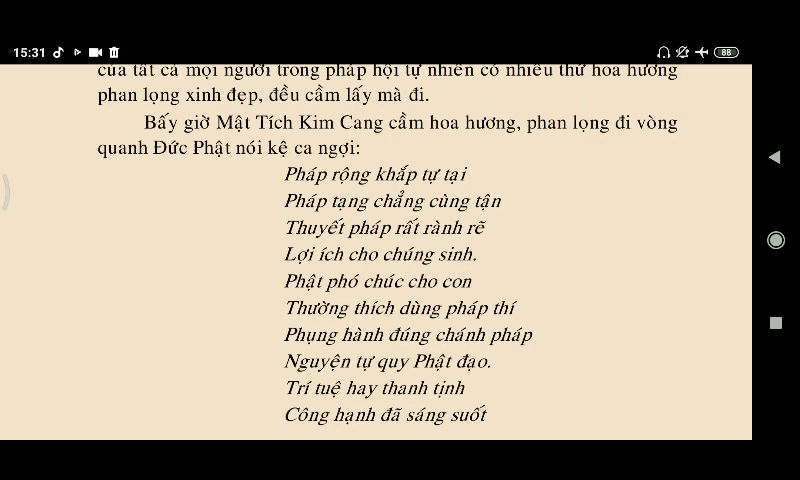 15:31
88
của tất cả mọi người trong pháp hội tự nhiên có nhiều thứ hoa hương
phan lọng xinh đẹp, đều cầm lấy mà đi.
Bấy giờ Mật Tích Kim Cang cầm hoa hương, phan lọng đi vòng
quanh Đức Phật nói kệ ca ngợi:
Pháp rộng khắp tự tại
Pháp tạng chẳng cùng tận
Thuyết pháp rất rành rẽ
Lợi ích cho chúng sinh.
Phật phó chúc cho con
Thường thích dùng pháp thí
Phụng hành đúng chánh pháp
Nguyện tự quy Phật đạo.
Trí tuệ hay thanh tịnh
Công hạnh đã sáng suốt